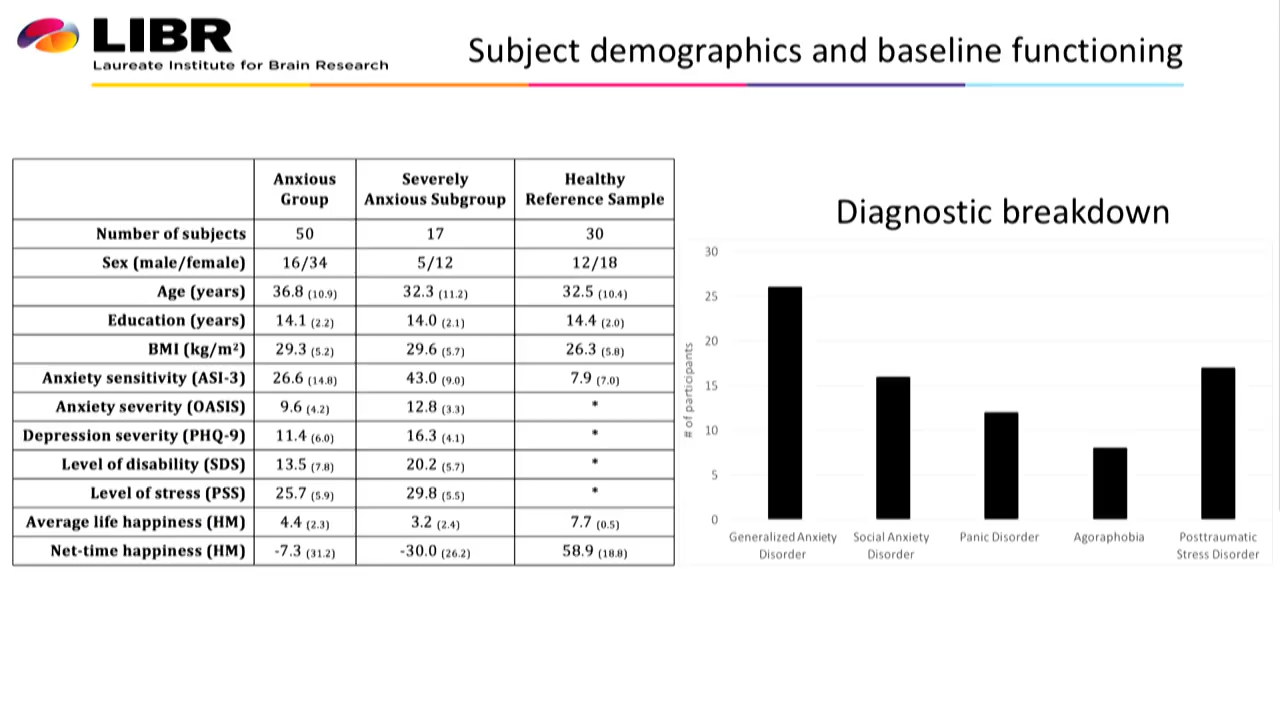 LIBR
Laureate Institute for Brain Research
Subject demographics and baseline functioning
Anxious Group | Severely Anxious Subgroup | Healthy Reference Sample
Number of subjects | 50 | 17 | 30
Sex (male/female) | 16/34 | 5/12 | 12/18
Age (years) | 36.8 (10.9) | 32.3 (11.2) | 32.5 (10.4)
Education (years) | 14.1 (2.2) | 14.0 (2.1) | 14.4 (2.0)
BMI (kg/m²) | 29.3 (5.2) | 29.6 (5.7) | 26.3 (5.8)
Anxiety sensitivity (ASI-3) | 26.6 (14.8) | 43.0 (9.0) | 7.9 (7.0)
Anxiety severity (OASIS) | 9.6 (4.2) | 12.8 (3.3) | *
Depression severity (PHQ-9) | 11.4 (6.0) | 16.3 (4.1) | *
Level of disability (SDS) | 13.5 (7.8) | 20.2 (5.7) | *
Level of stress (PSS) | 25.7 (5.9) | 29.8 (5.5) | *
Average life happiness (HM) | 4.4 (2.3) | 3.2 (2.4) | 7.7 (0.5)
Net-time happiness (HM) | -7.3 (31.2) | -30.0 (26.2) | 58.9 (18.8)
Diagnostic breakdown
# of participants
30
25
20
15
10
5
0
Generalized Anxiety Disorder
Social Anxiety Disorder
Panic Disorder
Agoraphobia
Posttraumatic Stress Disorder